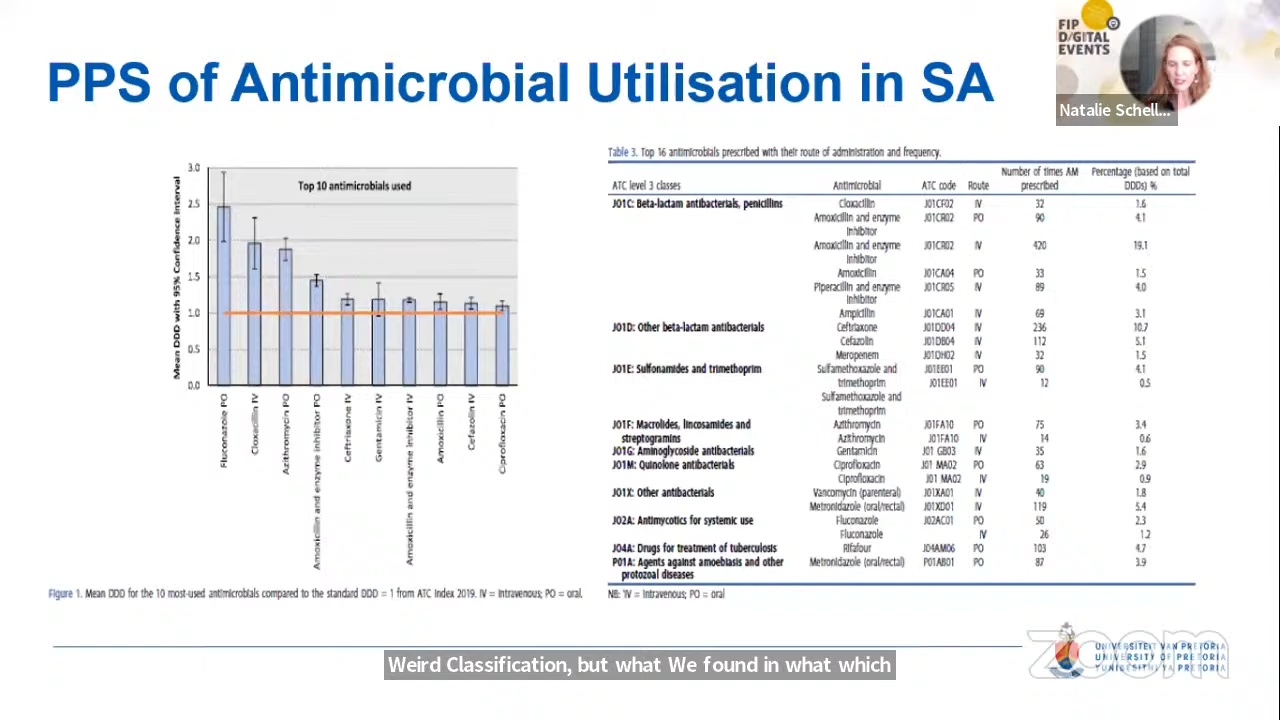 PPS of Antimicrobial Utilisation in SA
FIP
DIGITAL
EVENTS
Natalie Schell...
Top 10 antimicrobials used
Mean DDD with 95% Confidence Interval
3.0
2.5
2.0
1.5
1.0
0.5
0.0
Fluconazole PO
Cloxacillin IV
Azithromycin PO
Amoxicillin and enzyme inhibitor PO
Ceftriaxone IV
Gentamicin IV
Amoxicillin and enzyme inhibitor IV
Amoxicillin PO
Cefazolin IV
Ciprofloxacin PO
Figure 1. Mean DDD for the 10 most-used antimicrobials compared to the standard DDD = 1 from ATC Index 2019. IV = Intravenous; PO = oral.
Table 3. Top 16 antimicrobials prescribed with their route of administration and frequency.
ATC level 3 classes Antimicrobial ATC code Route Number of times AM prescribed Percentage (based on total DDDs) %
J01C: Beta-lactam antibacterials, penicillins Cloxacillin J01CF02 IV 32 1.6
Amoxicillin and enzyme inhibitor J01CR02 PO 90 4.1
Amoxicillin and enzyme inhibitor J01CR02 IV 420 19.1
Amoxicillin J01CA04 PO 33 1.5
Piperacillin and enzyme inhibitor J01CR05 IV 89 4.0
Ampicillin J01CA01 IV 69 3.1
J01D: Other beta-lactam antibacterials Ceftriaxone J01DD04 IV 236 10.7
Cefazolin J01DB04 IV 112 5.1
Meropenem J01DH02 IV 32 1.5
J01E: Sulfonamides and trimethoprim Sulfamethoxazole and trimethoprim J01EE01 PO 90 4.1
J01EE01 IV 12 0.5
Sulfamethoxazole and trimethoprim
J01F: Macrolides, lincosamides and streptogramins Azithromycin J01FA10 PO 75 3.4
Azithromycin J01FA10 IV 14 0.6
J01G: Aminoglycoside antibacterials Gentamicin J01 GB03 IV 35 1.6
J01M: Quinolone antibacterials Ciprofloxacin J01 MA02 PO 63 2.9
Ciprofloxacin J01 MA02 IV 19 0.9
J01X: Other antibacterials Vancomycin (parenteral) J01XA01 IV 40 1.8
Metronidazole (oral/rectal) J01XD01 IV 119 5.4
J02A: Antimycotics for systemic use Fluconazole J02AC01 PO 50 2.3
Fluconazole IV 26 1.2
J04A: Drugs for treatment of tuberculosis Rifafour J04AM06 PO 103 4.7
P01A: Agents against amoebiasis and other protozoal diseases Metronidazole (oral/rectal) P01AB01 PO 87 3.9
NB: IV = Intravenous; PO = oral
zoom
UNIVERSITEIT VAN PRETORIA
UNIVERSITY OF PRETORIA
YUNIBESITHI YA PRETORIA
Weird Classification, but what We found in what which